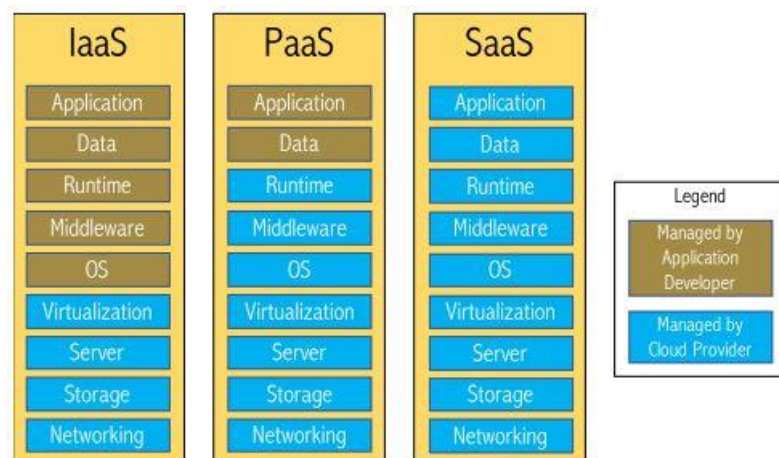 IaaS
Application
Data
Runtime
Middleware
OS
Virtualization
Server
Storage
Networking
PaaS
Application
Data
Runtime
Middleware
OS
Virtualization
Server
Storage
Networking
SaaS
Application
Data
Runtime
Middleware
OS
Virtualization
Server
Storage
Networking
Legend
Managed by
Application
Developer
Managed by
Cloud Provider